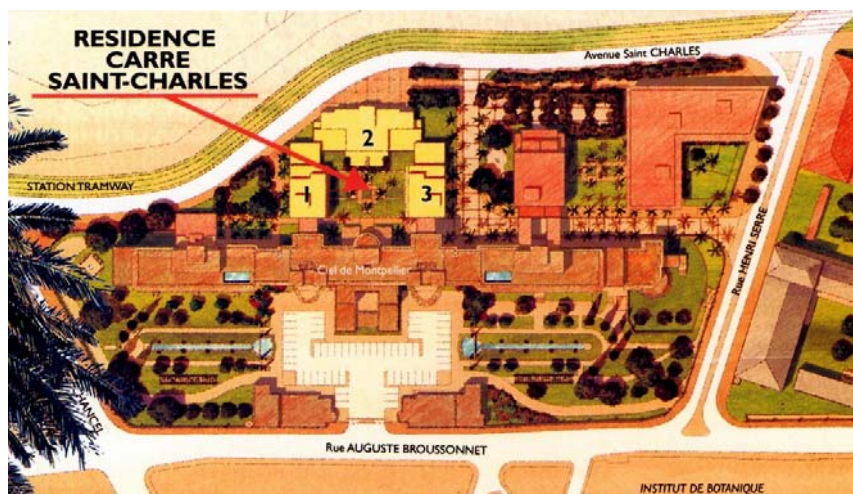 RESIDENCE
CARRE
SAINT-CHARLES
Avenue Saint CHARLES
2
STATION TRAMWAY
1
3
Ciel de Montpellier
Rue HENRI SERRE
CHANCEL
Rue AUGUSTE BROUSSONNET
INSTITUT DE BOTANIQUE